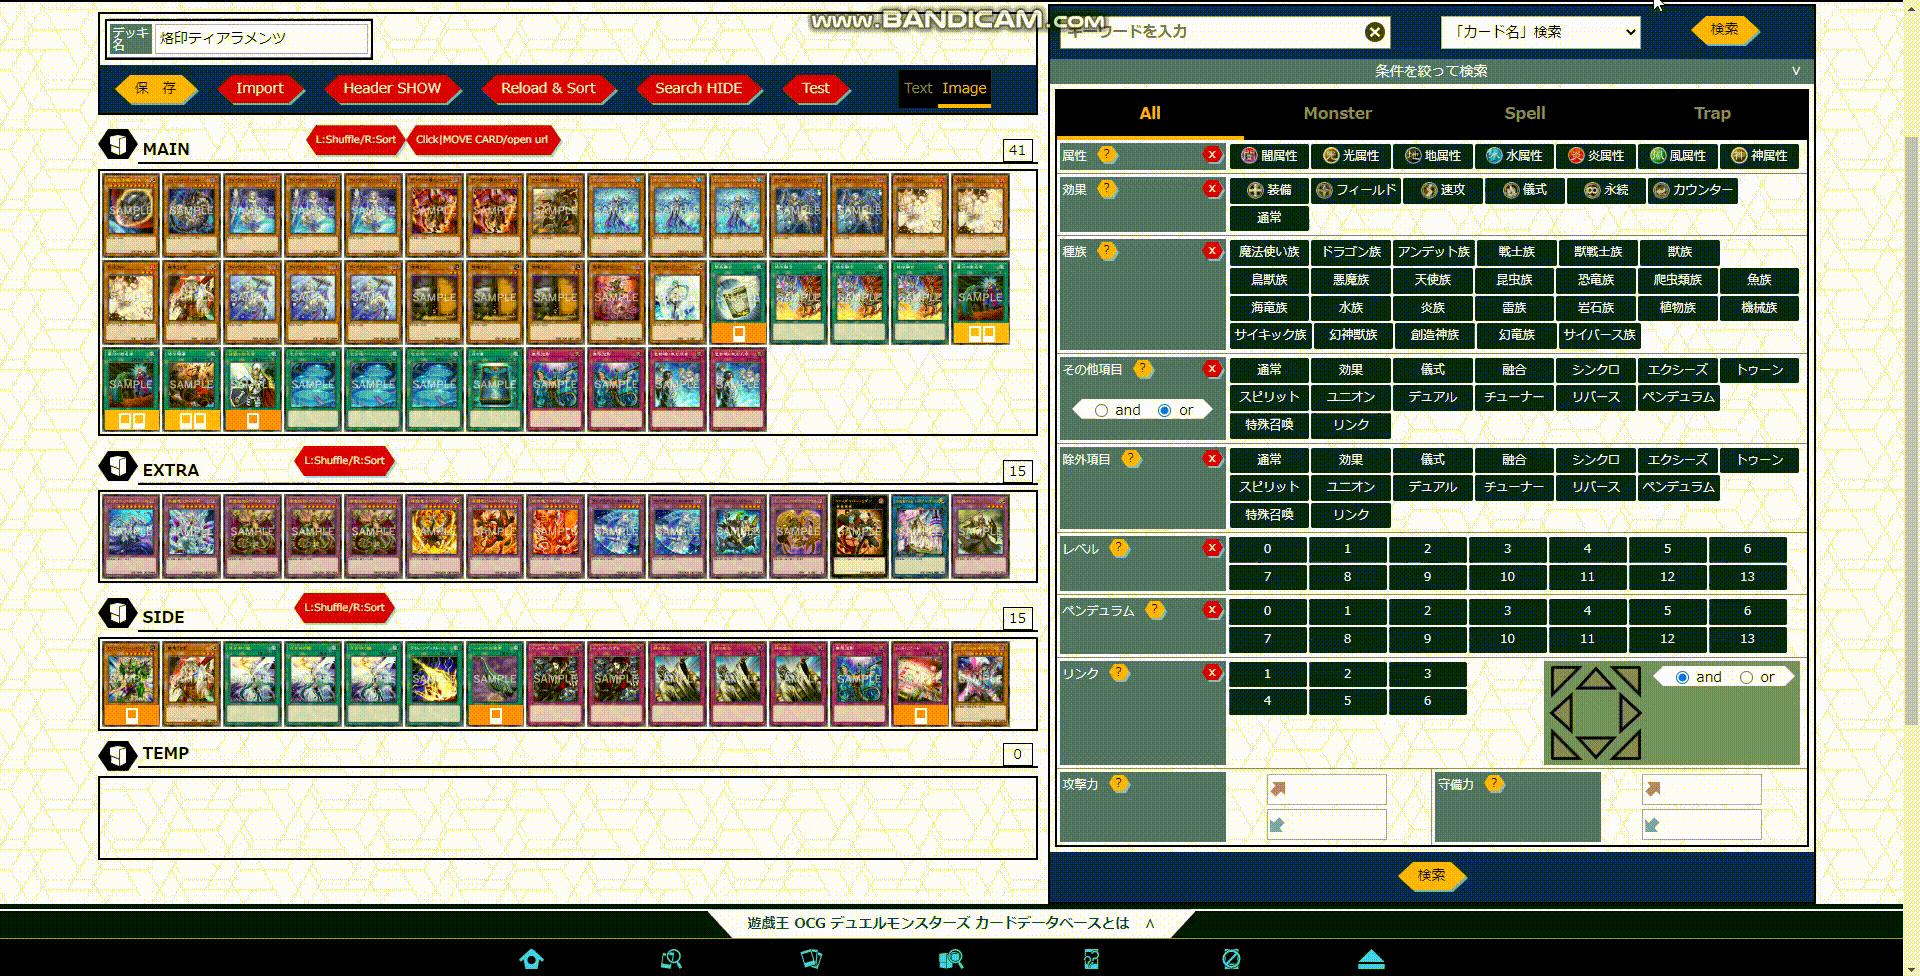 www.BANDICAM.com
デッキ名
烙印ティアラメンツ
保 存
Import
Header SHOW
Reload & Sort
Search HIDE
Test
Text
Image
MAIN
L:Shuffle/R:Sort
Click|MOVE CARD/open url
41
EXTRA
L:Shuffle/R:Sort
15
SIDE
L:Shuffle/R:Sort
15
TEMP
0
キーワードを入力
「カード名」検索
検索
条件を絞って検索
All
Monster
Spell
Trap
属性 ?
x
闇属性 光属性 地属性 水属性 炎属性 風属性 神属性
効果 ?
x
装備 フィールド 速攻 儀式 永続 カウンター
通常
種族 ?
x
魔法使い族 ドラゴン族 アンデット族 戦士族 獣戦士族 獣族
鳥獣族 悪魔族 天使族 昆虫族 恐竜族 爬虫類族 魚族
海竜族 水族 炎族 雷族 岩石族 植物族 機械族
サイキック族 幻神獣族 創造神族 幻竜族 サイバース族
その他項目 ?
x
and or
通常 効果 儀式 融合 シンクロ エクシーズ トゥーン
スピリット ユニオン デュアル チューナー リバース ペンデュラム
特殊召喚 リンク
除外項目 ?
x
通常 効果 儀式 融合 シンクロ エクシーズ トゥーン
スピリット ユニオン デュアル チューナー リバース ペンデュラム
特殊召喚 リンク
レベル ?
x
0 1 2 3 4 5 6
7 8 9 10 11 12 13
ペンデュラム ?
x
0 1 2 3 4 5 6
7 8 9 10 11 12 13
リンク ?
x
1 2 3
4 5 6
and or
攻撃力 ?
守備力 ?
検索
遊戯王 OCG デュエルモンスターズ カードデータベースとは